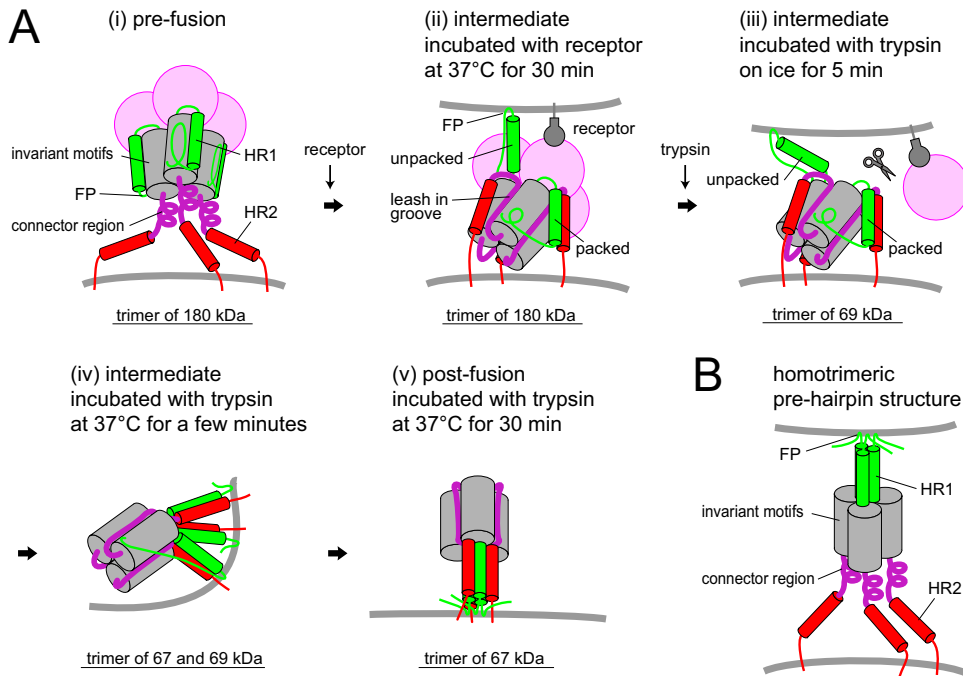 A
(i) pre-fusion
invariant motifs
FP
connector region
HR1
HR2
trimer of 180 kDa
receptor
(ii) intermediate
incubated with receptor
at 37°C for 30 min
FP
unpacked
receptor
leash in
groove
packed
trimer of 180 kDa
trypsin
(iii) intermediate
incubated with trypsin
on ice for 5 min
unpacked
packed
trimer of 69 kDa
(iv) intermediate
incubated with trypsin
at 37°C for a few minutes
trimer of 67 and 69 kDa
(v) post-fusion
incubated with trypsin
at 37°C for 30 min
trimer of 67 kDa
B
homotrimeric
pre-hairpin structure
FP
HR1
invariant motifs
connector region
HR2